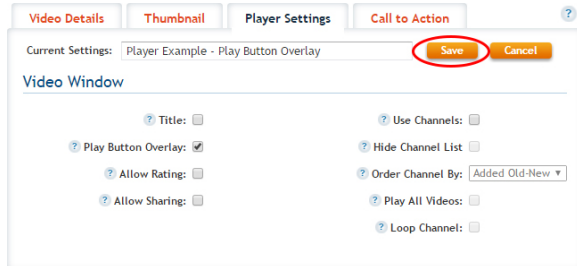 Video Details Thumbnail Player Settings Call to Action ?
Current Settings: Player Example - Play Button Overlay Save Cancel
Video Window
? Title: ? Use Channels:
? Play Button Overlay: ? Hide Channel List
? Allow Rating: ? Order Channel By: Added Old-New ▼
? Allow Sharing: ? Play All Videos:
? Loop Channel: